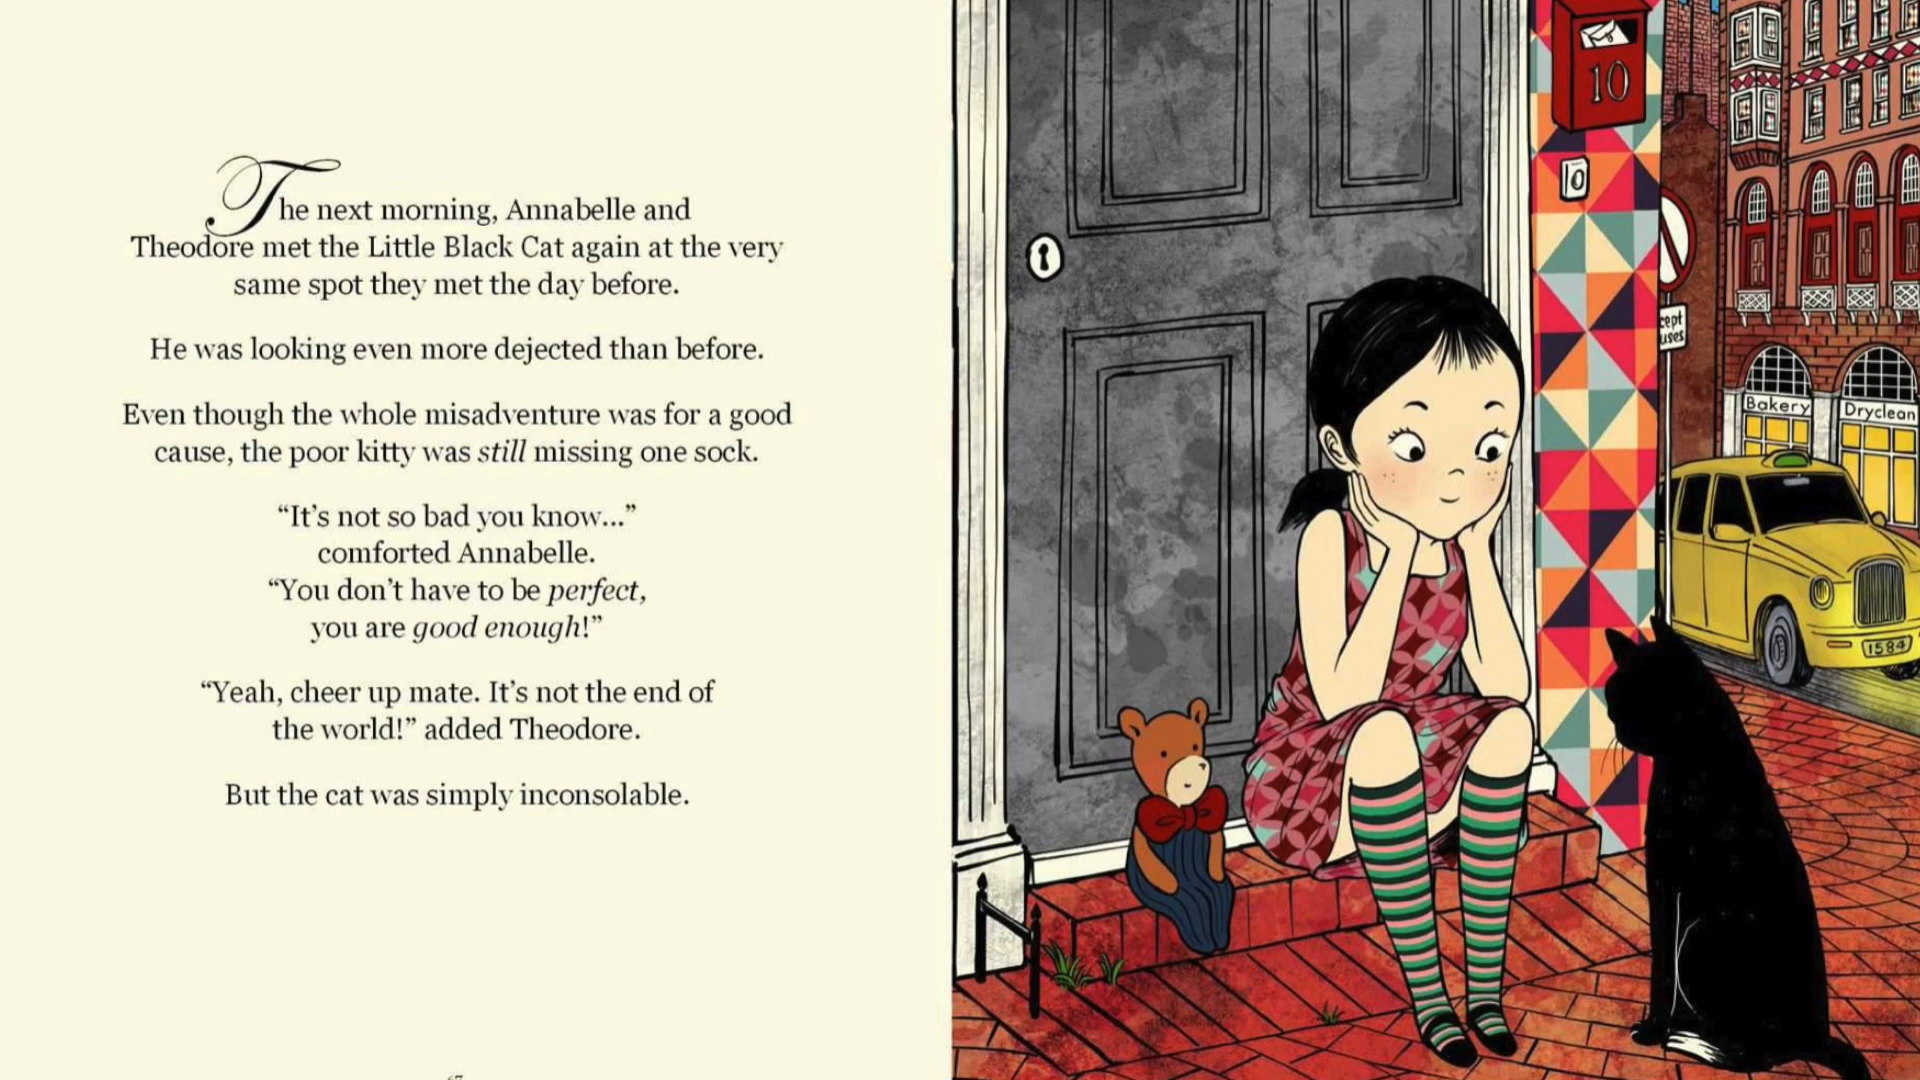 The next morning, Annabelle and
Theodore met the Little Black Cat again at the very
same spot they met the day before.
He was looking even more dejected than before.
Even though the whole misadventure was for a good
cause, the poor kitty was still missing one sock.
“It’s not so bad you know...”
comforted Annabelle.
“You don’t have to be perfect,
you are good enough!”
“Yeah, cheer up mate. It’s not the end of
the world!” added Theodore.
But the cat was simply inconsolable.
10
10
cept
uses
Bakery
Dryclean
1584